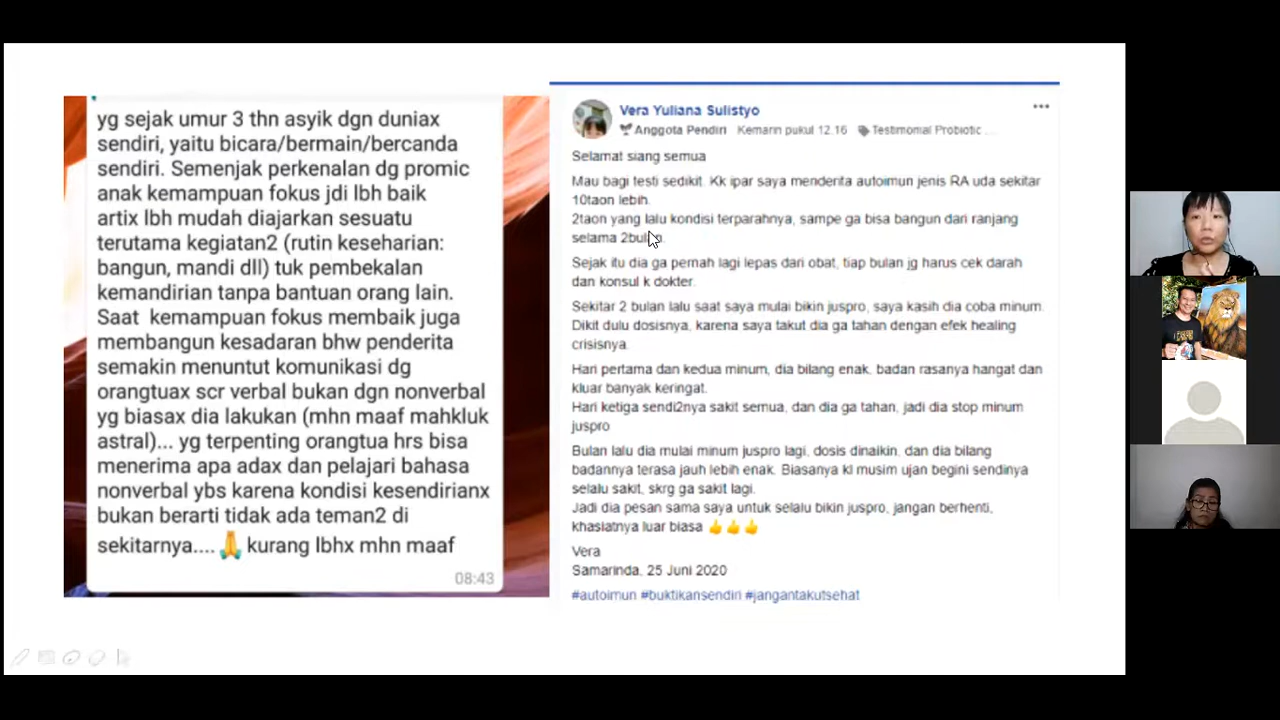 yg sejak umur 3 thn asyik dgn duniax
sendiri, yaitu bicara/bermain/bercanda
sendiri. Semenjak perkenalan dg promic
anak kemampuan fokus jdi lbh baik
artix lbh mudah diajarkan sesuatu
terutama kegiatan2 (rutin keseharian:
bangun, mandi dll) tuk pembekalan
kemandirian tanpa bantuan orang lain.
Saat kemampuan fokus membaik juga
membangun kesadaran bhw penderita
semakin menuntut komunikasi dg
orangtuax scr verbal bukan dgn nonverbal
yg biasax dia lakukan (mhn maaf mahkluk
astral)... yg terpenting orangtua hrs bisa
menerima apa adax dan pelajari bahasa
nonverbal ybs karena kondisi kesendirianx
bukan berarti tidak ada teman2 di
sekitarnya.... 🙏 kurang lbhx mhn maaf
08:43
Vera Yuliana Sulistyo
Anggota Pendiri Kemarin pukul 12.16 Testimonial Probiotic ...
Selamat siang semua
Mau bagi testi sedikit. Kk ipar saya menderita autoimun jenis RA uda sekitar
10taon lebih.
2taon yang lalu kondisi terparahnya, sampe ga bisa bangun dari ranjang
selama
Sejak itu dia ga pernah lagi lepas dari obat, tiap bulan jg harus cek darah
dan konsul k dokter.
Sekitar 2 bulan lalu saat saya mulai bikin juspro, saya kasih dia coba minum.
Dikit dulu dosisnya, karena saya takut dia ga tahan dengan efek healing
crisisnya.
Hari pertama dan kedua minum, dia bilang enak, badan rasanya hangat dan
kluar banyak keringat.
Hari ketiga sendi2nya sakit semua, dan dia ga tahan, jadi dia stop minum
juspro
Bulan lalu dia mulai minum juspro lagi, dosis dinaikin, dan dia bilang
badannya terasa jauh lebih enak. Biasanya kl musim ujan begini sendinya
selalu sakit, skrg ga sakit lagi.
Jadi dia pesan sama saya untuk selalu bikin juspro, jangan berhenti,
khasiatnya luar biasa 👍👍👍
Vera
Samarinda, 25 Juni 2020
#autoimun #buktikansendiri #jangantakutsehat